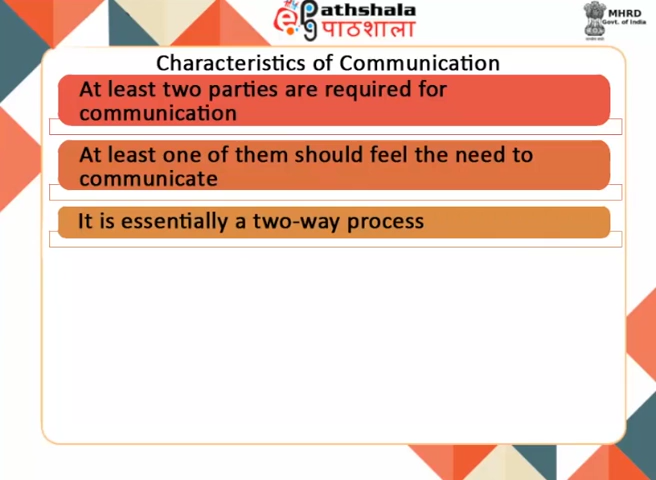 ePathshala
पाठशाला
MHRD
Govt. of India
Characteristics of Communication
At least two parties are required for
communication
At least one of them should feel the need to
communicate
It is essentially a two-way process